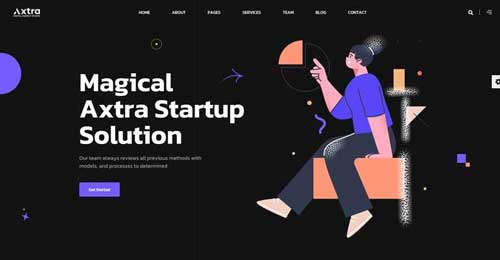 Axtra
HOME ABOUT PAGES SERVICES TEAM BLOG CONTACT
Magical
Axtra Startup
Solution
Our team always reviews all previous methods with
models, and processes to determined
Get Started